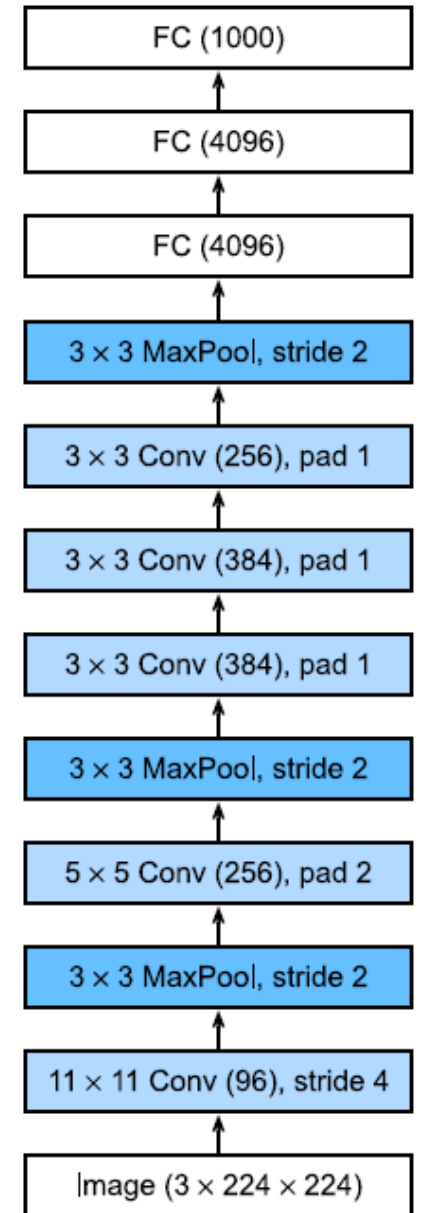 FC (1000)
FC (4096)
FC (4096)
3 × 3 MaxPool, stride 2
3 × 3 Conv (256), pad 1
3 × 3 Conv (384), pad 1
3 × 3 Conv (384), pad 1
3 × 3 MaxPool, stride 2
5 × 5 Conv (256), pad 2
3 × 3 MaxPool, stride 2
11 × 11 Conv (96), stride 4
Image (3 × 224 × 224)